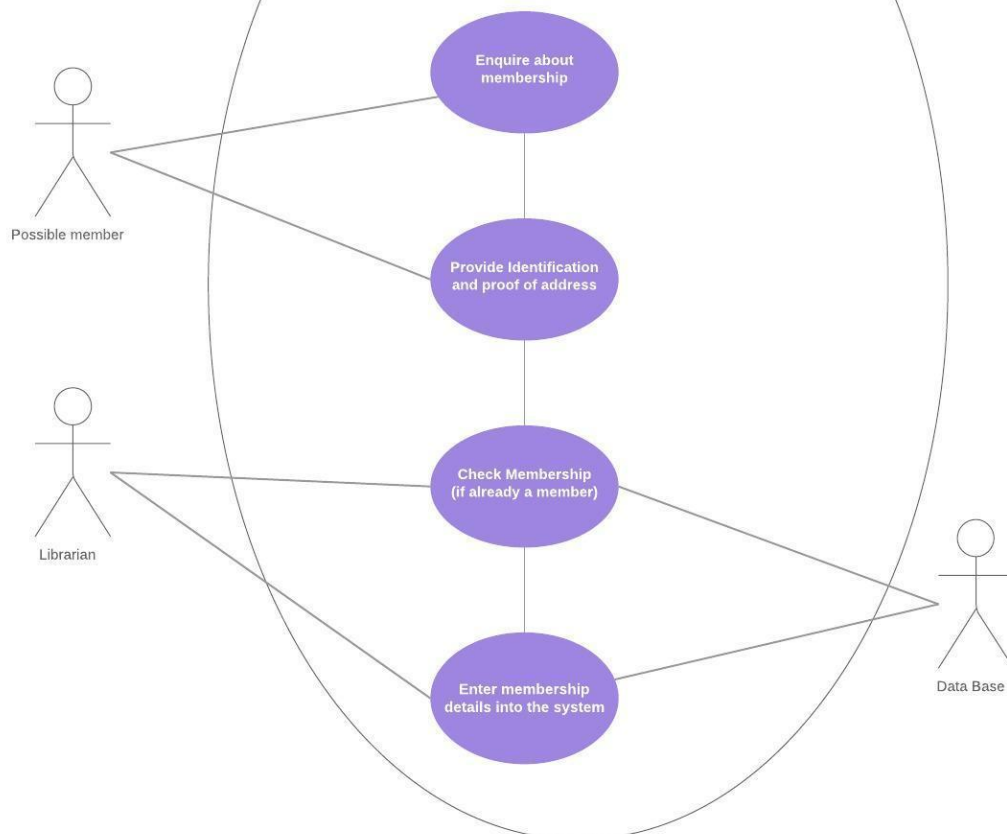 Enquire about
membership
Possible member
Provide Identification
and proof of address
Check Membership
(if already a member)
Librarian
Enter membership
details into the system
Data Base